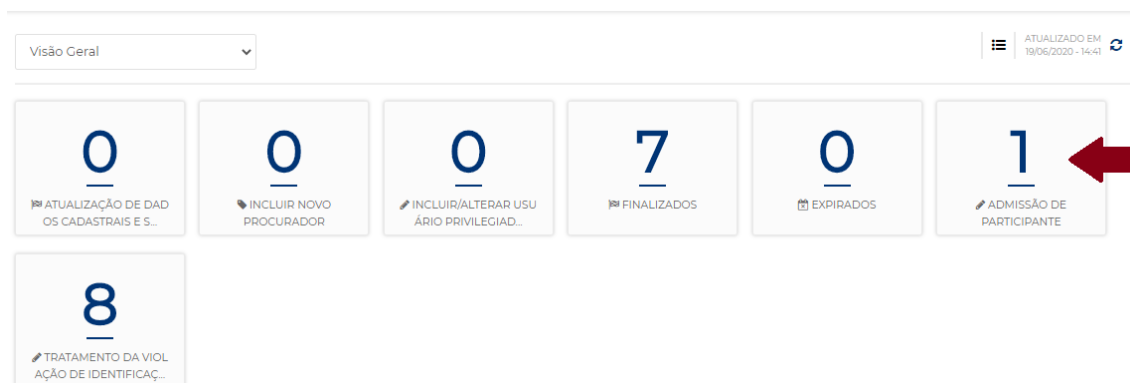 Visão Geral
ATUALIZADO EM
19/06/2020 - 14:41
0
ATUALIZAÇÃO DE DAD
OS CADASTRAIS E S...
0
INCLUIR NOVO
PROCURADOR
0
INCLUIR/ALTERAR USU
ÁRIO PRIVILEGIAD...
7
FINALIZADOS
0
EXPIRADOS
1
ADMISSÃO DE
PARTICIPANTE
8
TRATAMENTO DA VIOL
AÇÃO DE IDENTIFICAÇ...